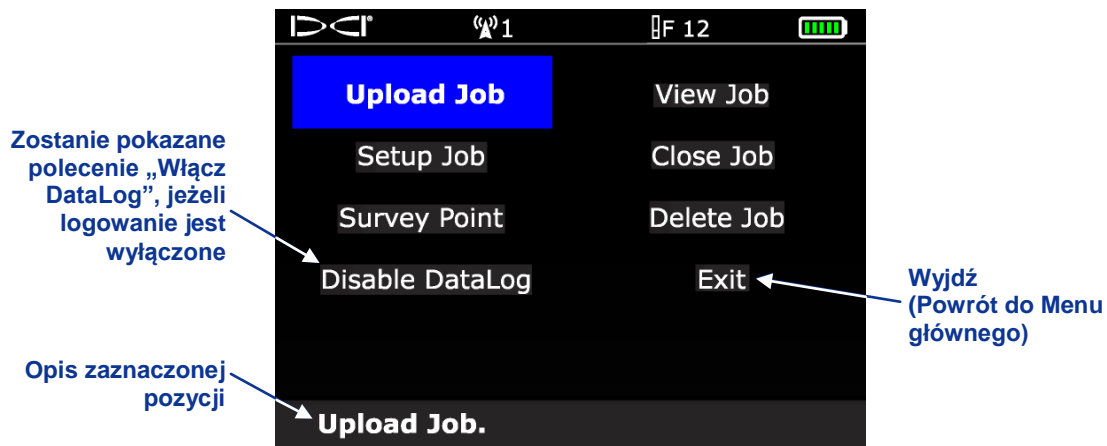 DCI®
1
F 12
Upload Job
View Job
Zostanie pokazane
polecenie „Włącz
DataLog”, jeżeli
logowanie jest
wyłączone
Setup Job
Close Job
Survey Point
Delete Job
Disable DataLog
Exit
Wyjdź
(Powrót do Menu
głównego)
Opis zaznaczonej
pozycji
Upload Job.